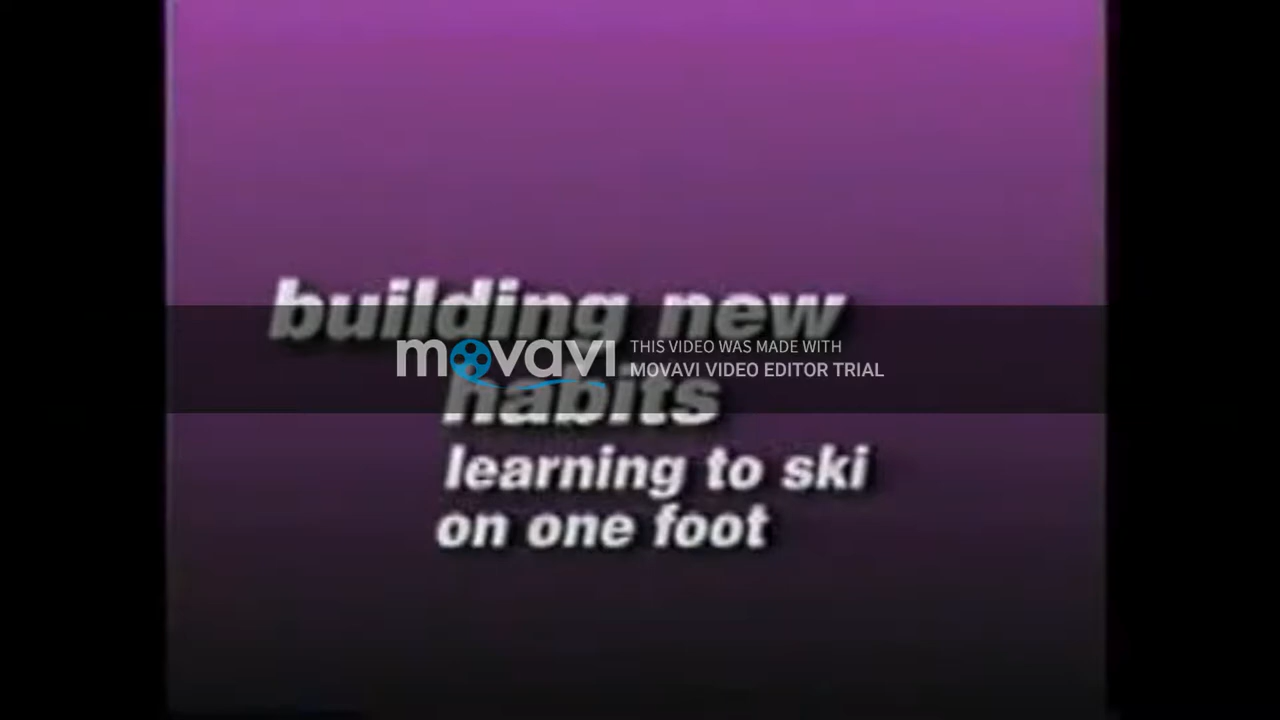 building new
movavi THIS VIDEO WAS MADE WITH
MOVAVI VIDEO EDITOR TRIAL
habits
learning to ski
on one foot